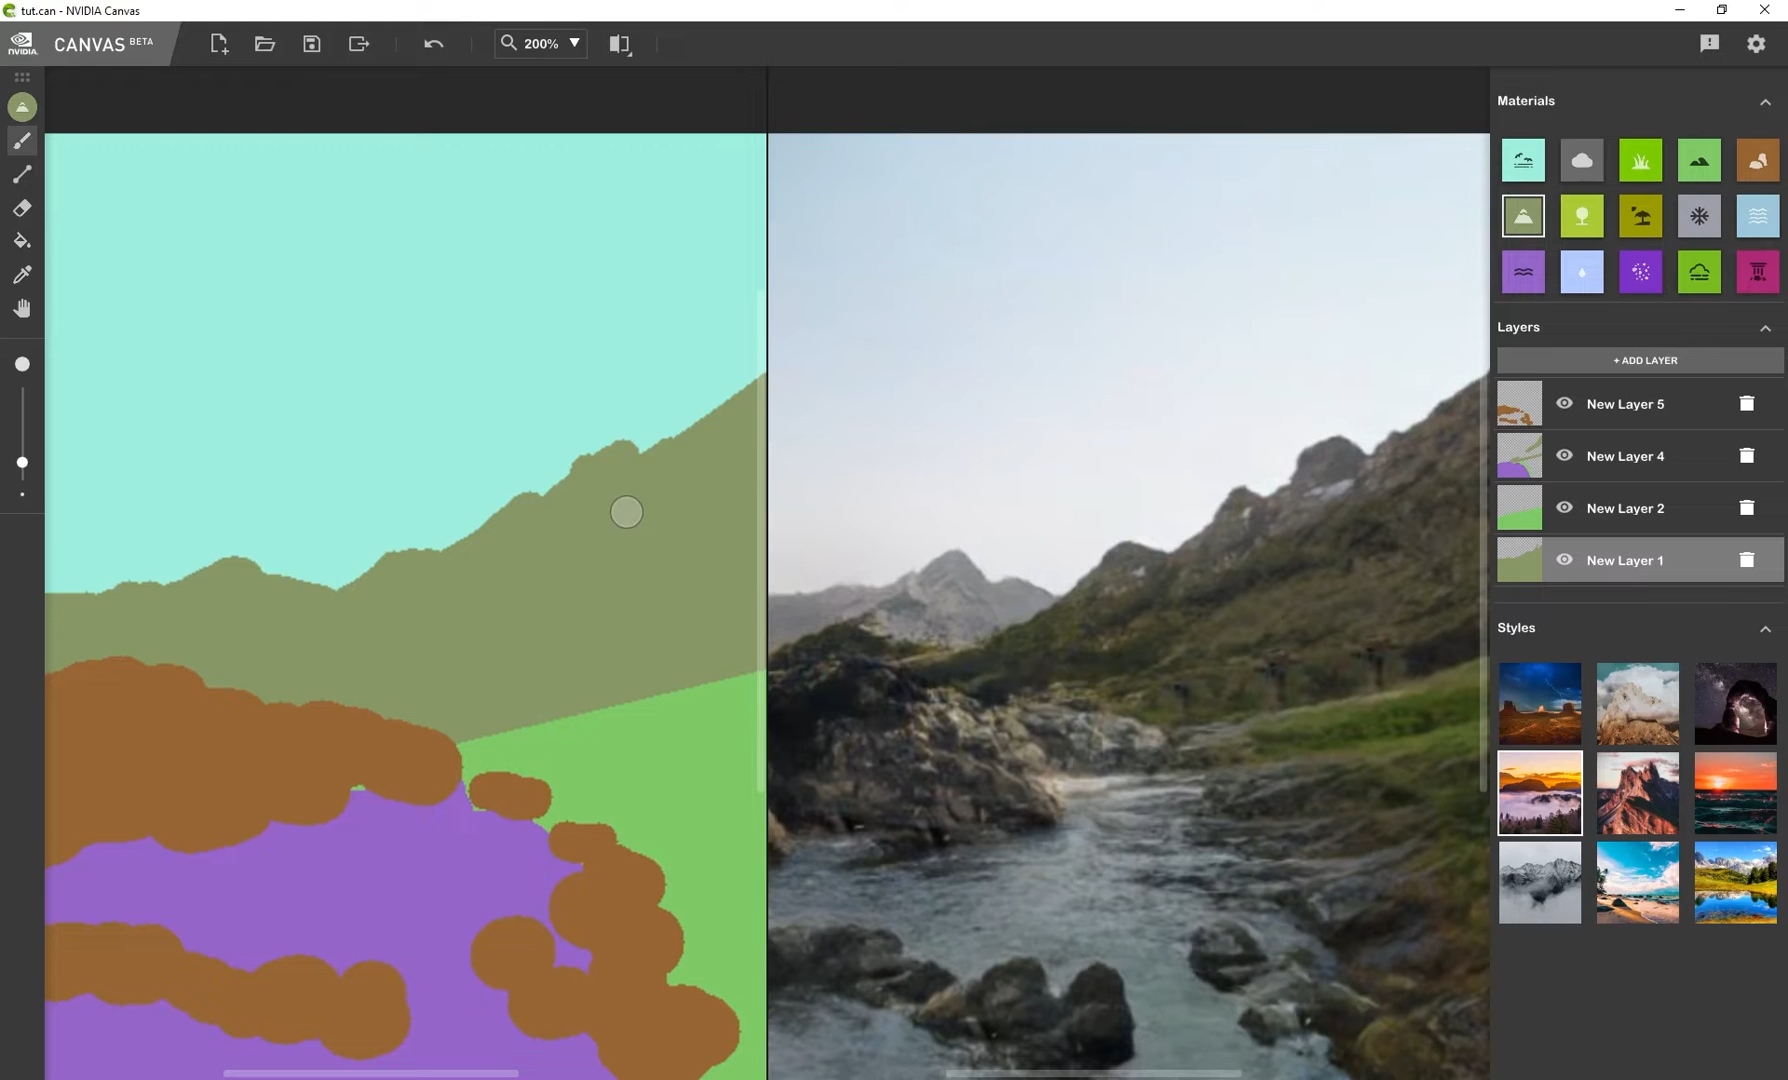 tut.can - NVIDIA Canvas
NVIDIA. CANVAS BETA
200%
Materials
Layers
+ ADD LAYER
New Layer 5
New Layer 4
New Layer 2
New Layer 1
Styles